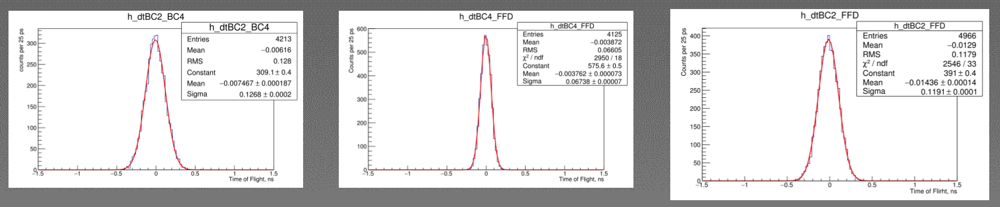 h_dtBC2_BC4
counts per 25 ps
300
250
200
150
100
50
0
−1.5 −1 −0.5 0 0.5 1 1.5
Time of Flight, ns
h_dtBC2_BC4
Entries 4213
Mean −0.00616
RMS 0.128
Constant 309.1 ± 0.4
Mean −0.007467 ± 0.000187
Sigma 0.1268 ± 0.0002
h_dtBC4_FFD
Counts per 25 ps
600
500
400
300
200
100
0
−1.5 −1 −0.5 0 0.5 1 1.5
Time of Flight, ns
h_dtBC4_FFD
Entries 4125
Mean −0.003872
RMS 0.06605
χ² / ndf 2950 / 18
Constant 575.6 ± 0.5
Mean −0.003762 ± 0.000073
Sigma 0.06738 ± 0.00007
h_dtBC2_FFD
Counts per 25 ps
400
350
300
250
200
150
100
50
0
−1.5 −1 −0.5 0 0.5 1 1.5
Time of Flirht, ns
h_dtBC2_FFD
Entries 4966
Mean −0.0129
RMS 0.1179
χ² / ndf 2546 / 33
Constant 391 ± 0.4
Mean −0.01436 ± 0.00014
Sigma 0.1191 ± 0.0001